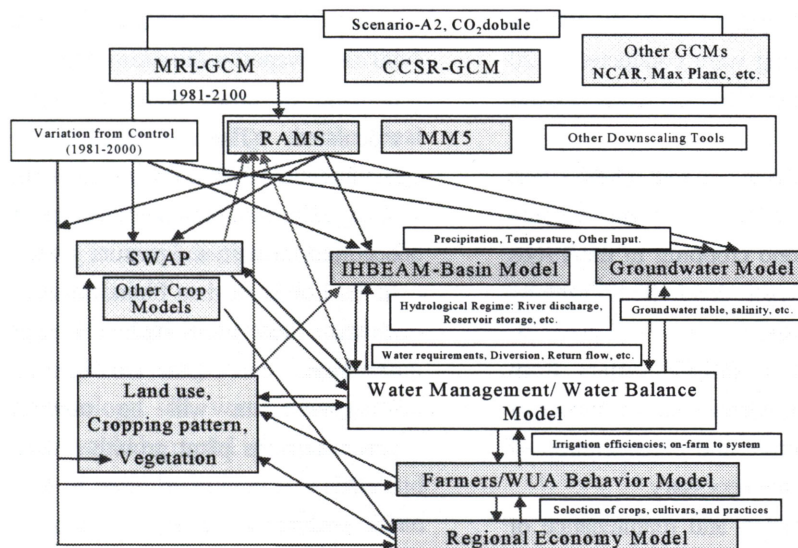 Scenario-A2, CO₂dobule
MRI-GCM
CCSR-GCM
Other GCMs
NCAR, Max Planc, etc.
1981-2100
Variation from Control
(1981-2000)
RAMS
MM5
Other Downscaling Tools
Precipitation, Temperature, Other Input.
SWAP
IHBEAM-Basin Model
Groundwater Model
Other Crop
Models
Hydrological Regime: River discharge,
Reservoir storage, etc.
Groundwater table, salinity, etc.
Water requirements, Diversion, Return flow, etc.
Land use,
Cropping pattern,
Vegetation
Water Management/ Water Balance
Model
Irrigation efficiencies; on-farm to system
Farmers/WUA Behavior Model
Selection of crops, cultivars, and practices
Regional Economy Model